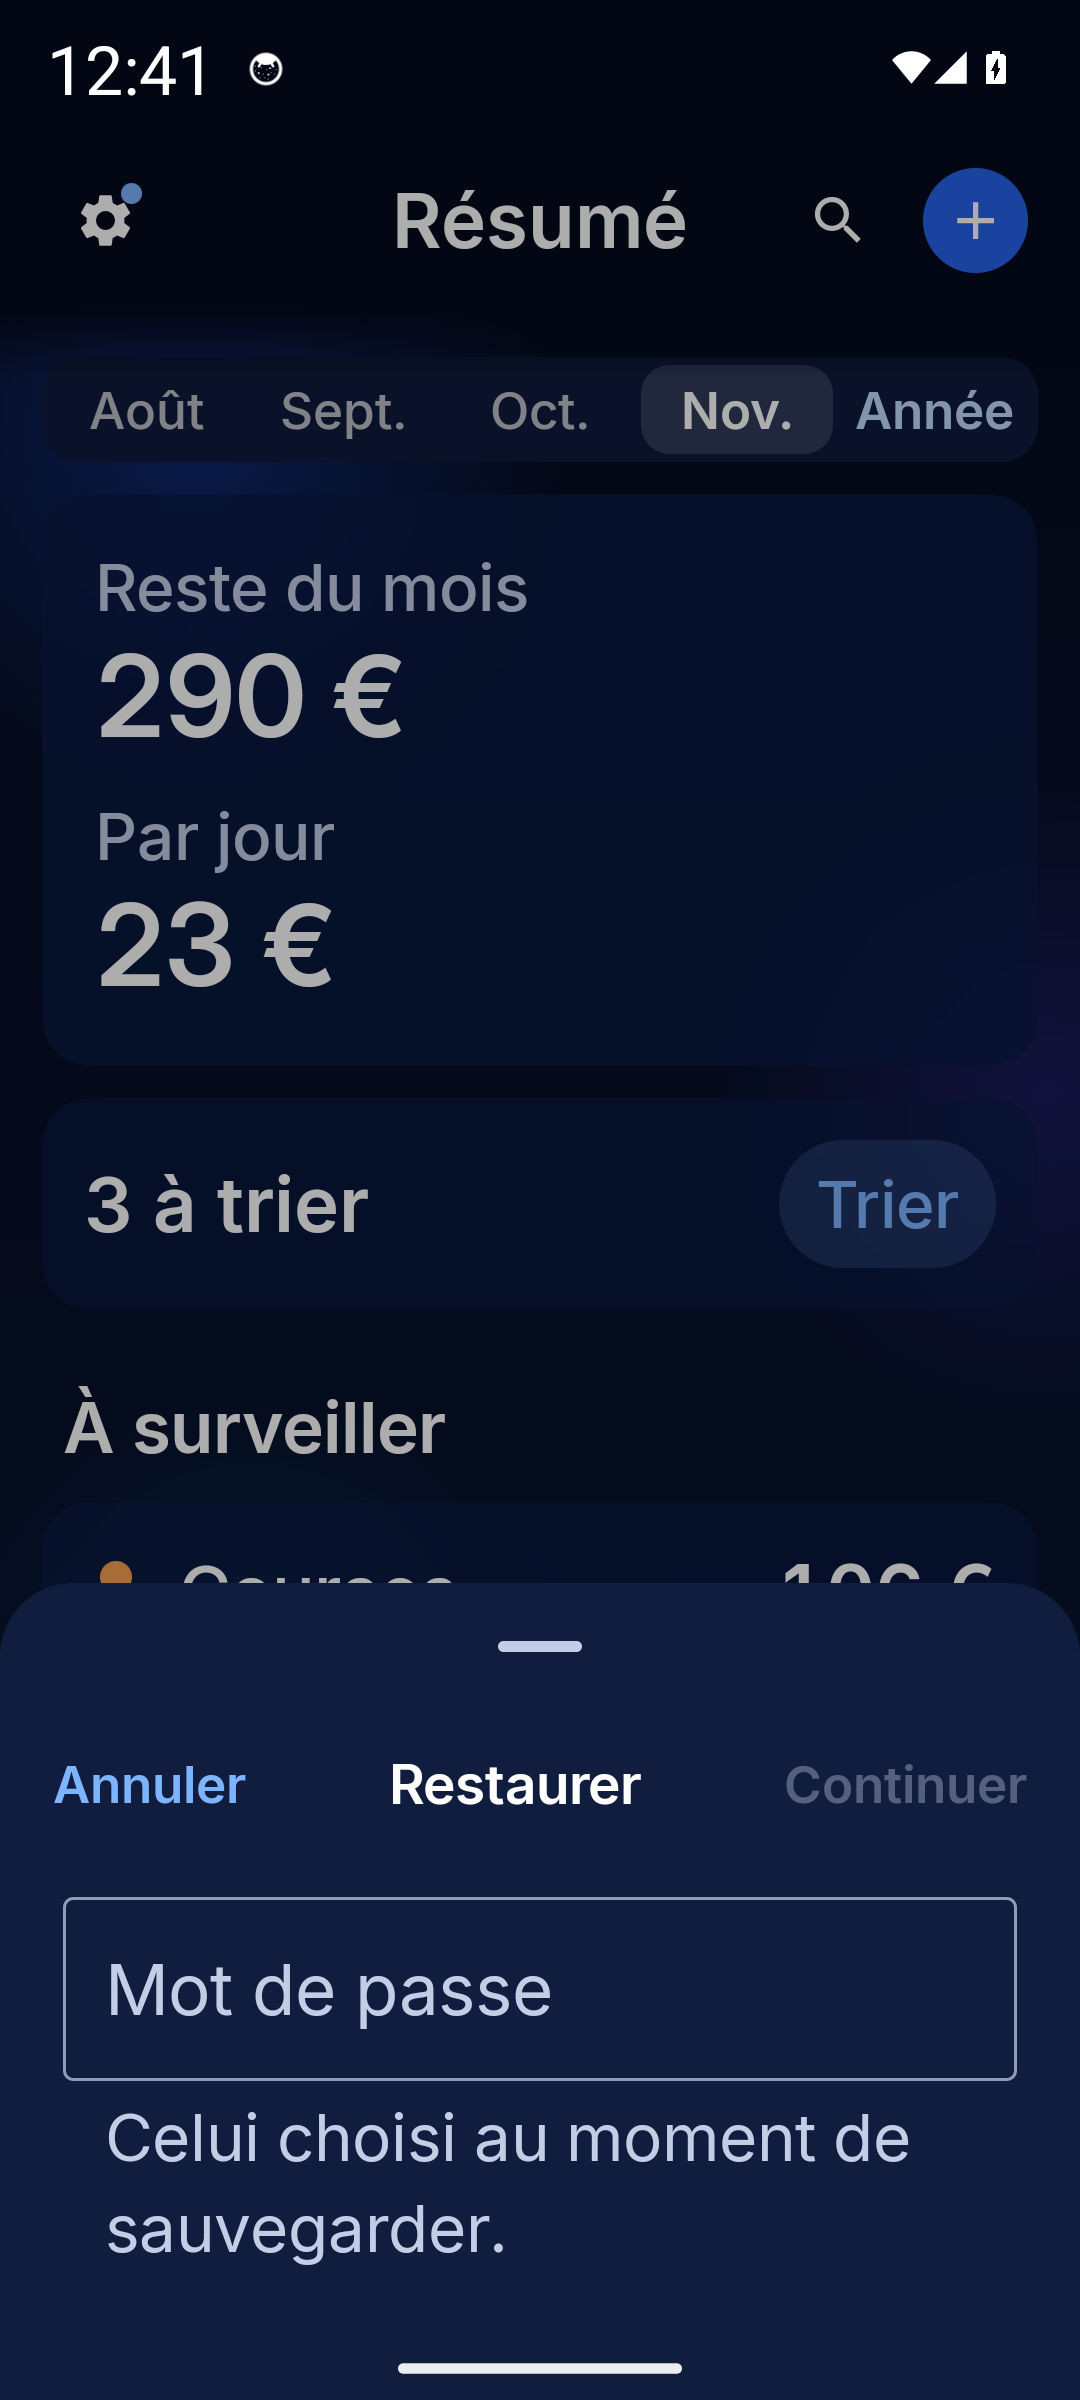 12:41
Résumé
Août Sept. Oct. Nov. Année
Reste du mois
290 €
Par jour
23 €
3 à trier Trier
À surveiller
Annuler Restaurer Continuer
Mot de passe
Celui choisi au moment de
sauvegarder.